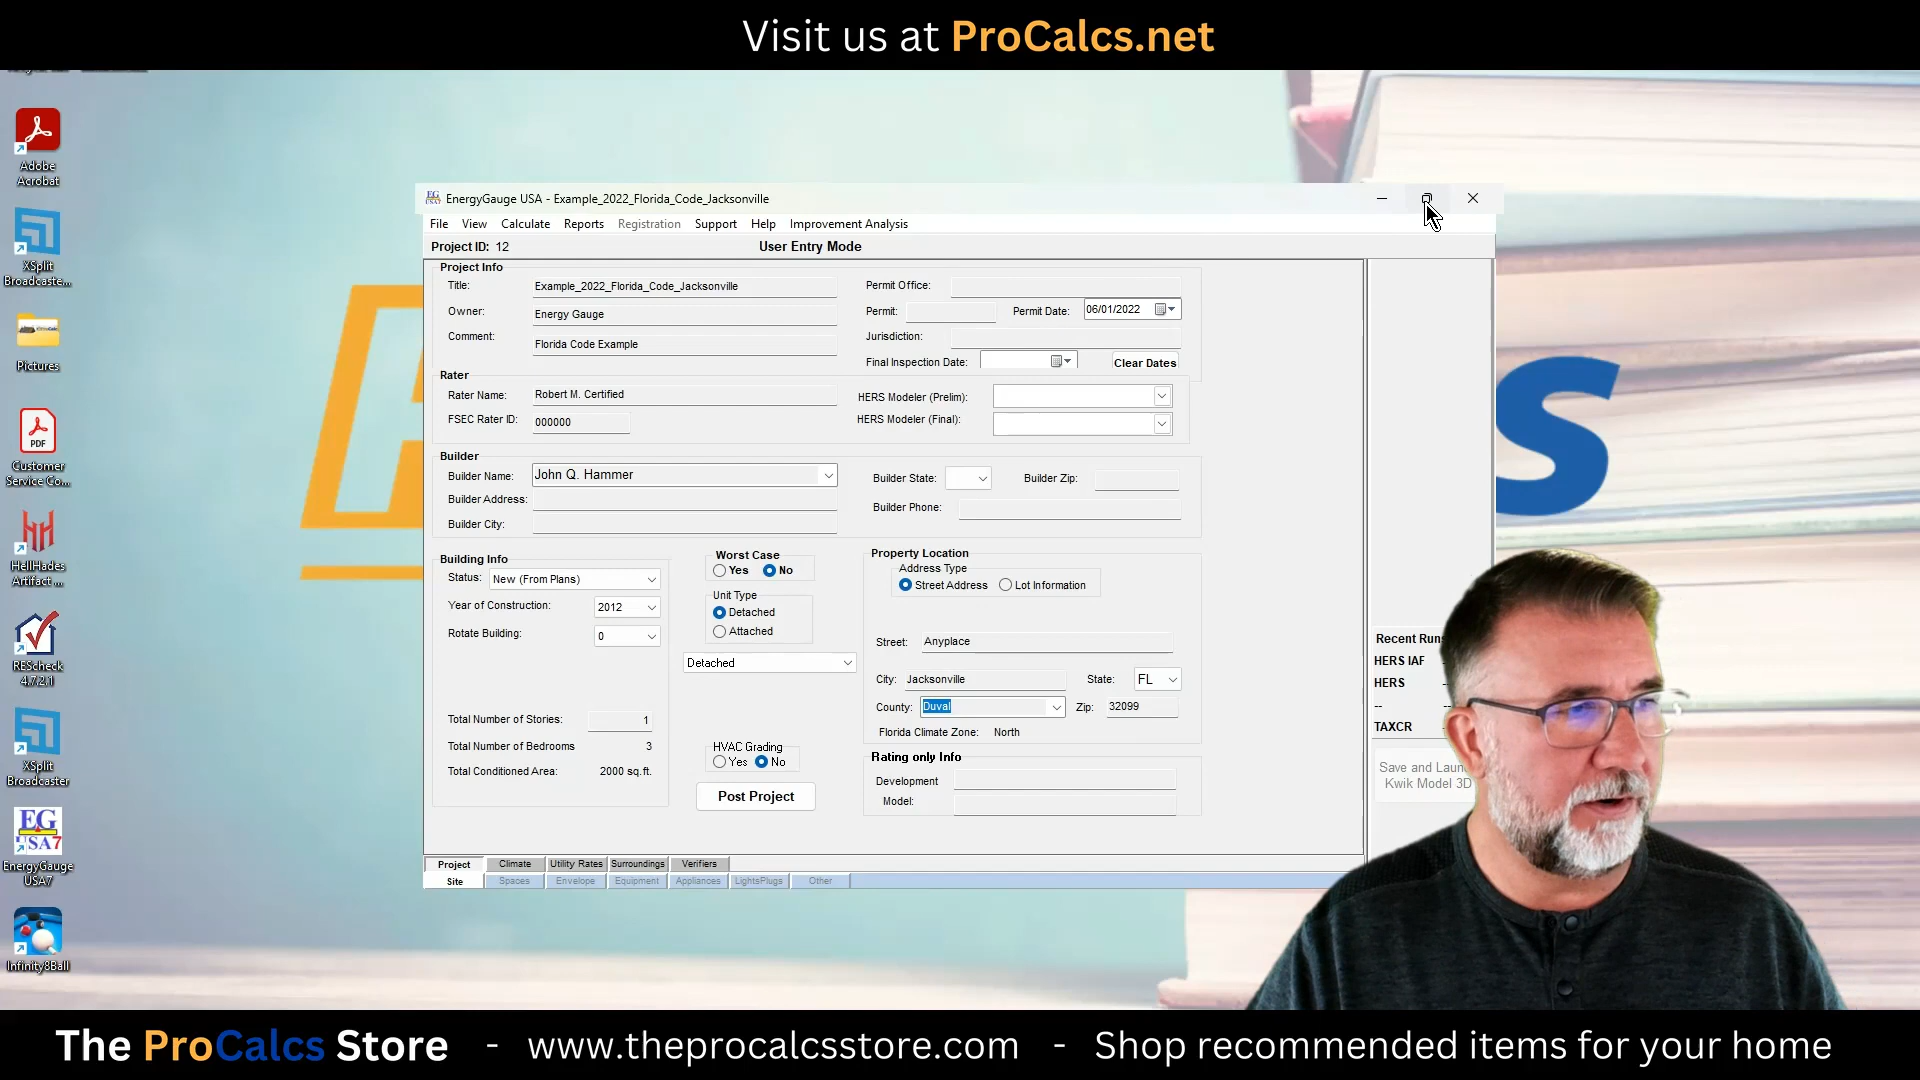 Visit us at ProCalcs.net
Adobe
Acrobat
XSplit
Broadcaste...
Pictures
PDF
Customer
Service Co...
HellHades
Artifact ...
REScheck
4.7.2.1
XSplit
Broadcaster
EG
USA7
EnergyGauge
USA7
Infinity8Ball
EnergyGauge USA - Example_2022_Florida_Code_Jacksonville
File View Calculate Reports Registration Support Help Improvement Analysis
Project ID: 12 User Entry Mode
Project Info
Title: Example_2022_Florida_Code_Jacksonville Permit Office:
Owner: Energy Gauge Permit: Permit Date: 06/01/2022
Comment: Florida Code Example Jurisdiction:
Final Inspection Date: Clear Dates
Rater
Rater Name: Robert M. Certified HERS Modeler (Prelim):
FSEC Rater ID: 000000 HERS Modeler (Final):
Builder
Builder Name: John Q. Hammer Builder State: Builder Zip:
Builder Address: Builder Phone:
Builder City:
Building Info
Status: New (From Plans)
Year of Construction: 2012
Rotate Building: 0
Total Number of Stories: 1
Total Number of Bedrooms 3
Total Conditioned Area: 2000 sq.ft.
Worst Case
Yes No
Unit Type
Detached
Attached
Detached
HVAC Grading
Yes No
Post Project
Property Location
Address Type
Street Address Lot Information
Street: Anyplace
City: Jacksonville State: FL
County: Duval Zip: 32099
Florida Climate Zone: North
Rating only Info
Development
Model:
Recent Runs
HERS IAF
HERS
--
TAXCR
Save and Laun
Kwik Model 3D
Project Climate Utility Rates Surroundings Verifiers
Site Spaces Envelope Equipment Appliances LightsPlugs Other
The ProCalcs Store - www.theprocalcsstore.com - Shop recommended items for your home